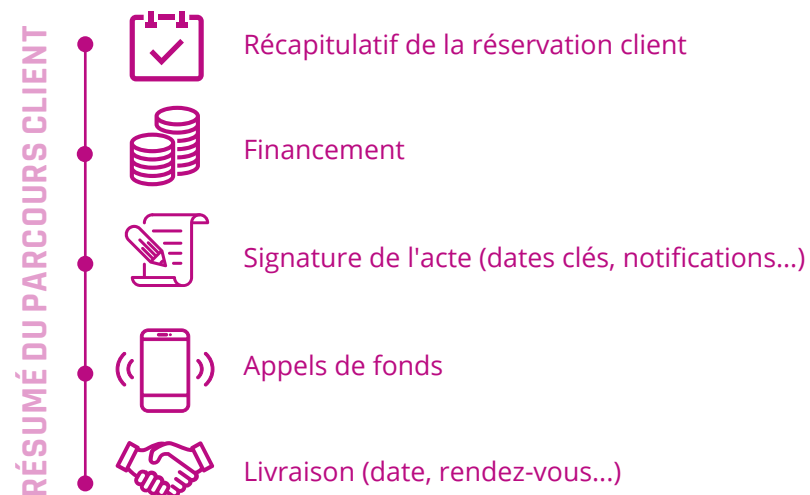 RÉSUMÉ DU PARCOURS CLIENT
Récapitulatif de la réservation client
Financement
Signature de l'acte (dates clés, notifications...)
Appels de fonds
Livraison (date, rendez-vous...)